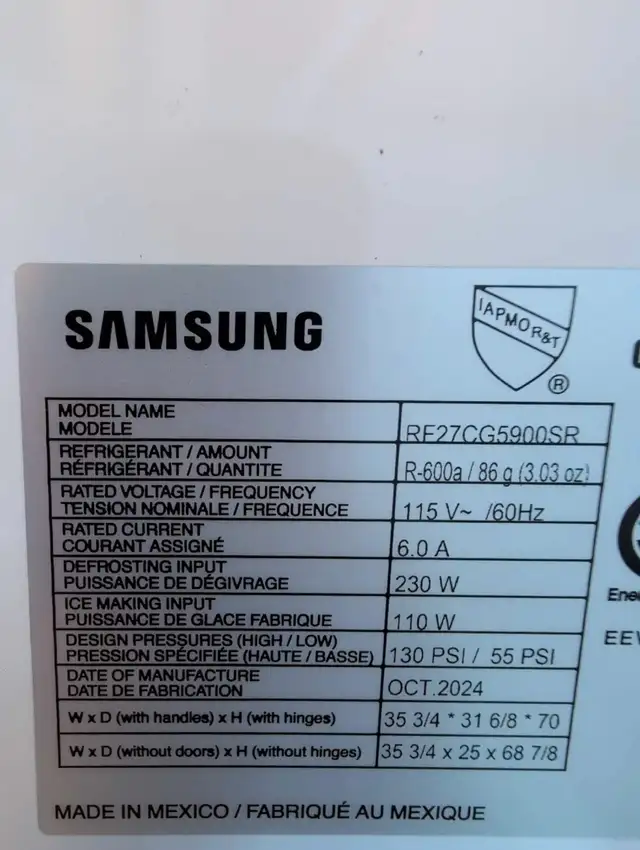 SAMSUNG
IAPMO R&T
®
MODEL NAME
MODELE
RF27CG5900SR
REFRIGERANT / AMOUNT
RÉFRIGÉRANT / QUANTITE
R-600a / 86 g (3.03 oz)
RATED VOLTAGE / FREQUENCY
TENSION NOMINALE / FREQUENCE
115 V~ /60Hz
RATED CURRENT
COURANT ASSIGNÉ
6.0 A
DEFROSTING INPUT
PUISSANCE DE DÉGIVRAGE
230 W
ICE MAKING INPUT
PUISSANCE DE GLACE FABRIQUE
110 W
DESIGN PRESSURES (HIGH / LOW)
PRESSION SPÉCIFIÉE (HAUTE / BASSE)
130 PSI / 55 PSI
DATE OF MANUFACTURE
DATE DE FABRICATION
OCT.2024
W x D (with handles) x H (with hinges)
35 3/4 * 31 6/8 * 70
W x D (without doors) x H (without hinges)
35 3/4 x 25 x 68 7/8
MADE IN MEXICO / FABRIQUÉ AU MEXIQUE